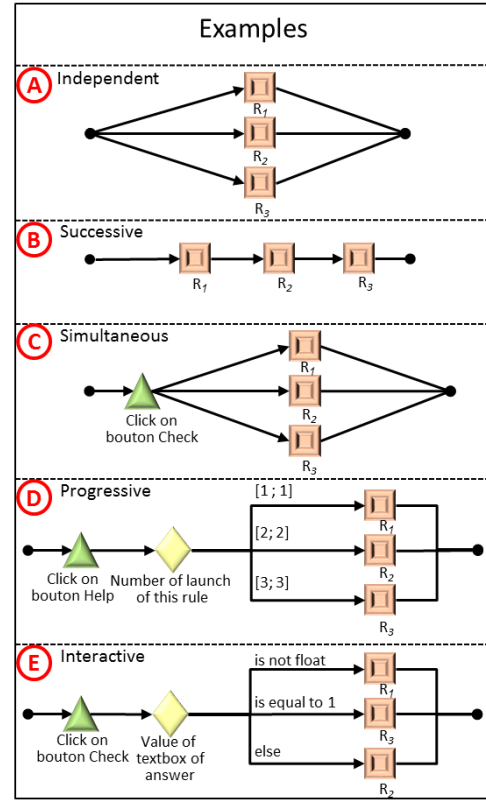 Examples
A Independent
R1
R2
R3
B Successive
R1 R2 R3
C Simultaneous
R1
R2
Click on
bouton Check
R3
D Progressive
[1 ; 1]
R1
[2; 2]
R2
Click on
bouton Help
Number of launch
of this rule
[3; 3]
R3
E Interactive
is not float
R1
is equal to 1
R3
Click on
bouton Check
Value of
textbox of
answer
else
R2